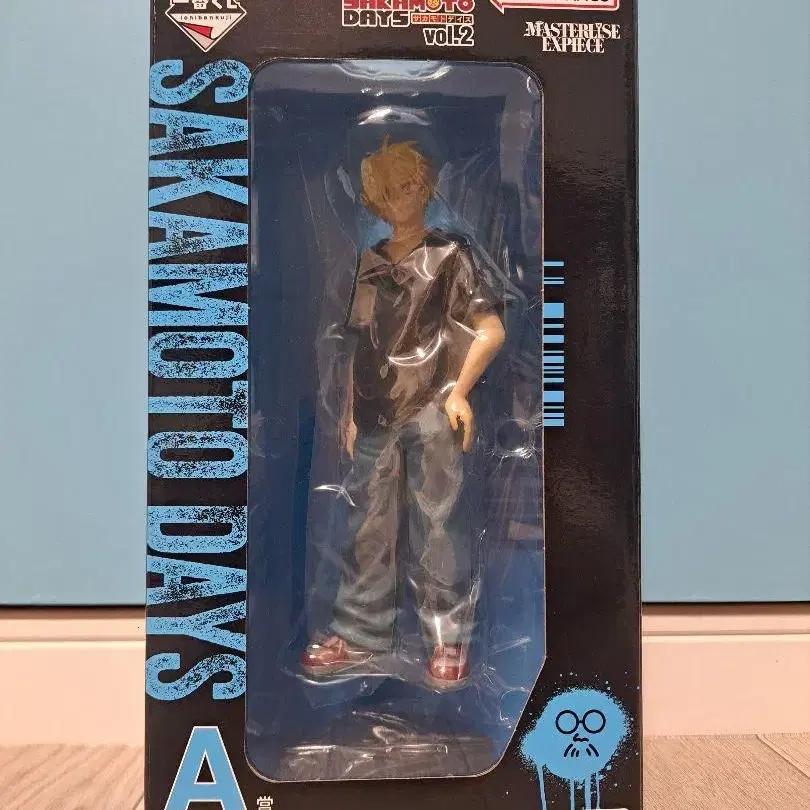 一番くじ
ichibankuji
SAKAMOTO
DAYS サカモトデイズ
vol.2
MASTERLISE
EXPIECE
SAKAMOTO DAYS
A
賞